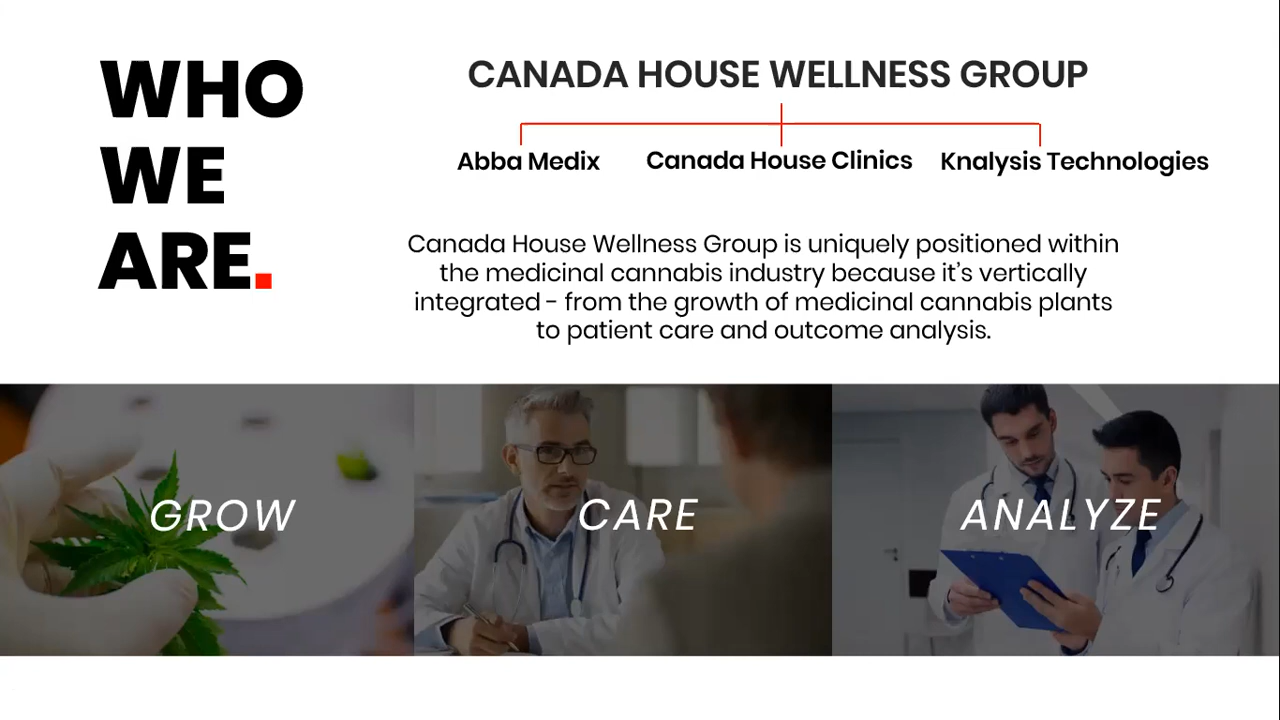 WHO
WE
ARE.
CANADA HOUSE WELLNESS GROUP
Abba Medix
Canada House Clinics
Knalysis Technologies
Canada House Wellness Group is uniquely positioned within
the medicinal cannabis industry because it's vertically
integrated - from the growth of medicinal cannabis plants
to patient care and outcome analysis.
GROW
CARE
ANALYZE